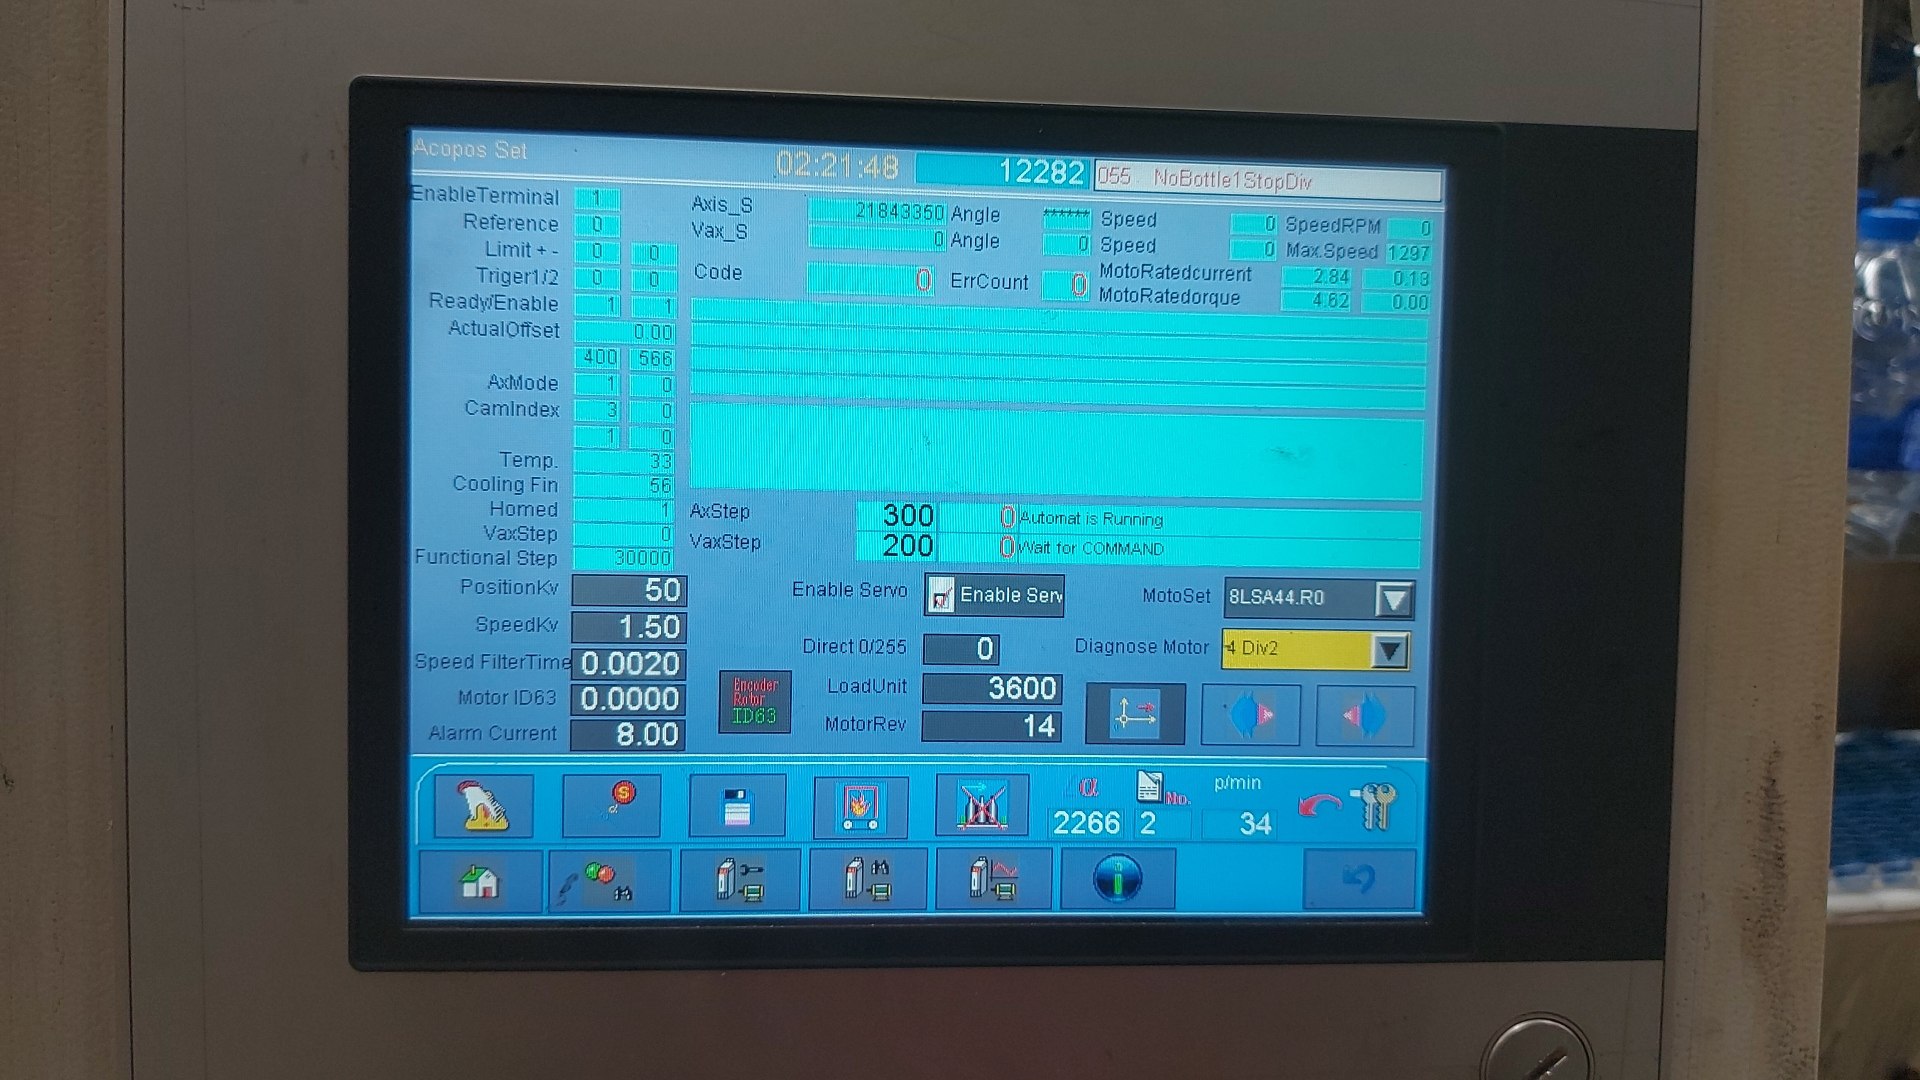 Acopos Set 02:21:48 12282 055 NoBottle1StopDiv
EnableTerminal 1 Axis_S 21843350 Angle ****** Speed 0 SpeedRPM 0
Reference 0 Vax_S 0 Angle 0 Speed 0 Max.Speed 1297
Limit + - 0 0
Triger1/2 0 0 Code 0 ErrCount 0 MotoRatedcurrent 2.84 0.13
Ready/Enable 1 1 MotoRatedorque 4.62 0.00
ActualOffset 0.00
400 566
AxMode 1 0
CamIndex 3 0
1 0
Temp. 33
Cooling Fin 56
Homed 1 AxStep 300 0 Automat is Running
VaxStep 0 VaxStep 200 0 Wait for COMMAND
Functional Step 30000
PositionKv 50 Enable Servo Enable Serv MotoSet 8LSA44.R0
SpeedKv 1.50 Direct 0/255 0 Diagnose Motor 4 Div2
Speed FilterTime 0.0020 Encoder Rotor ID63 LoadUnit 3600
Motor ID63 0.0000 MotorRev 14
Alarm Current 8.00
S α No. p/min
2266 2 34